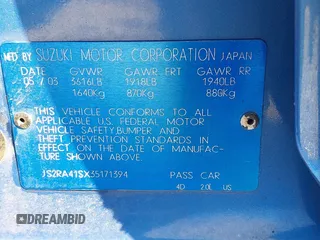 MFD BY SUZUKI MOTOR CORPORATION JAPAN
DATE GVWR GAWR FRT GAWR RR
05 / 03 3616LB 1918LB 1940LB
1640Kg 870Kg 880Kg
THIS VEHICLE CONFORMS TO ALL
APPLICABLE U.S. FEDERAL MOTOR
VEHICLE SAFETY,BUMPER AND
THEFT PREVENTION STANDARDS IN
EFFECT ON THE DATE OF MANUFAC-
TURE SHOWN ABOVE.
JS2RA41SX35171394 PASS CAR
4D 2.0L US
DREAMBID